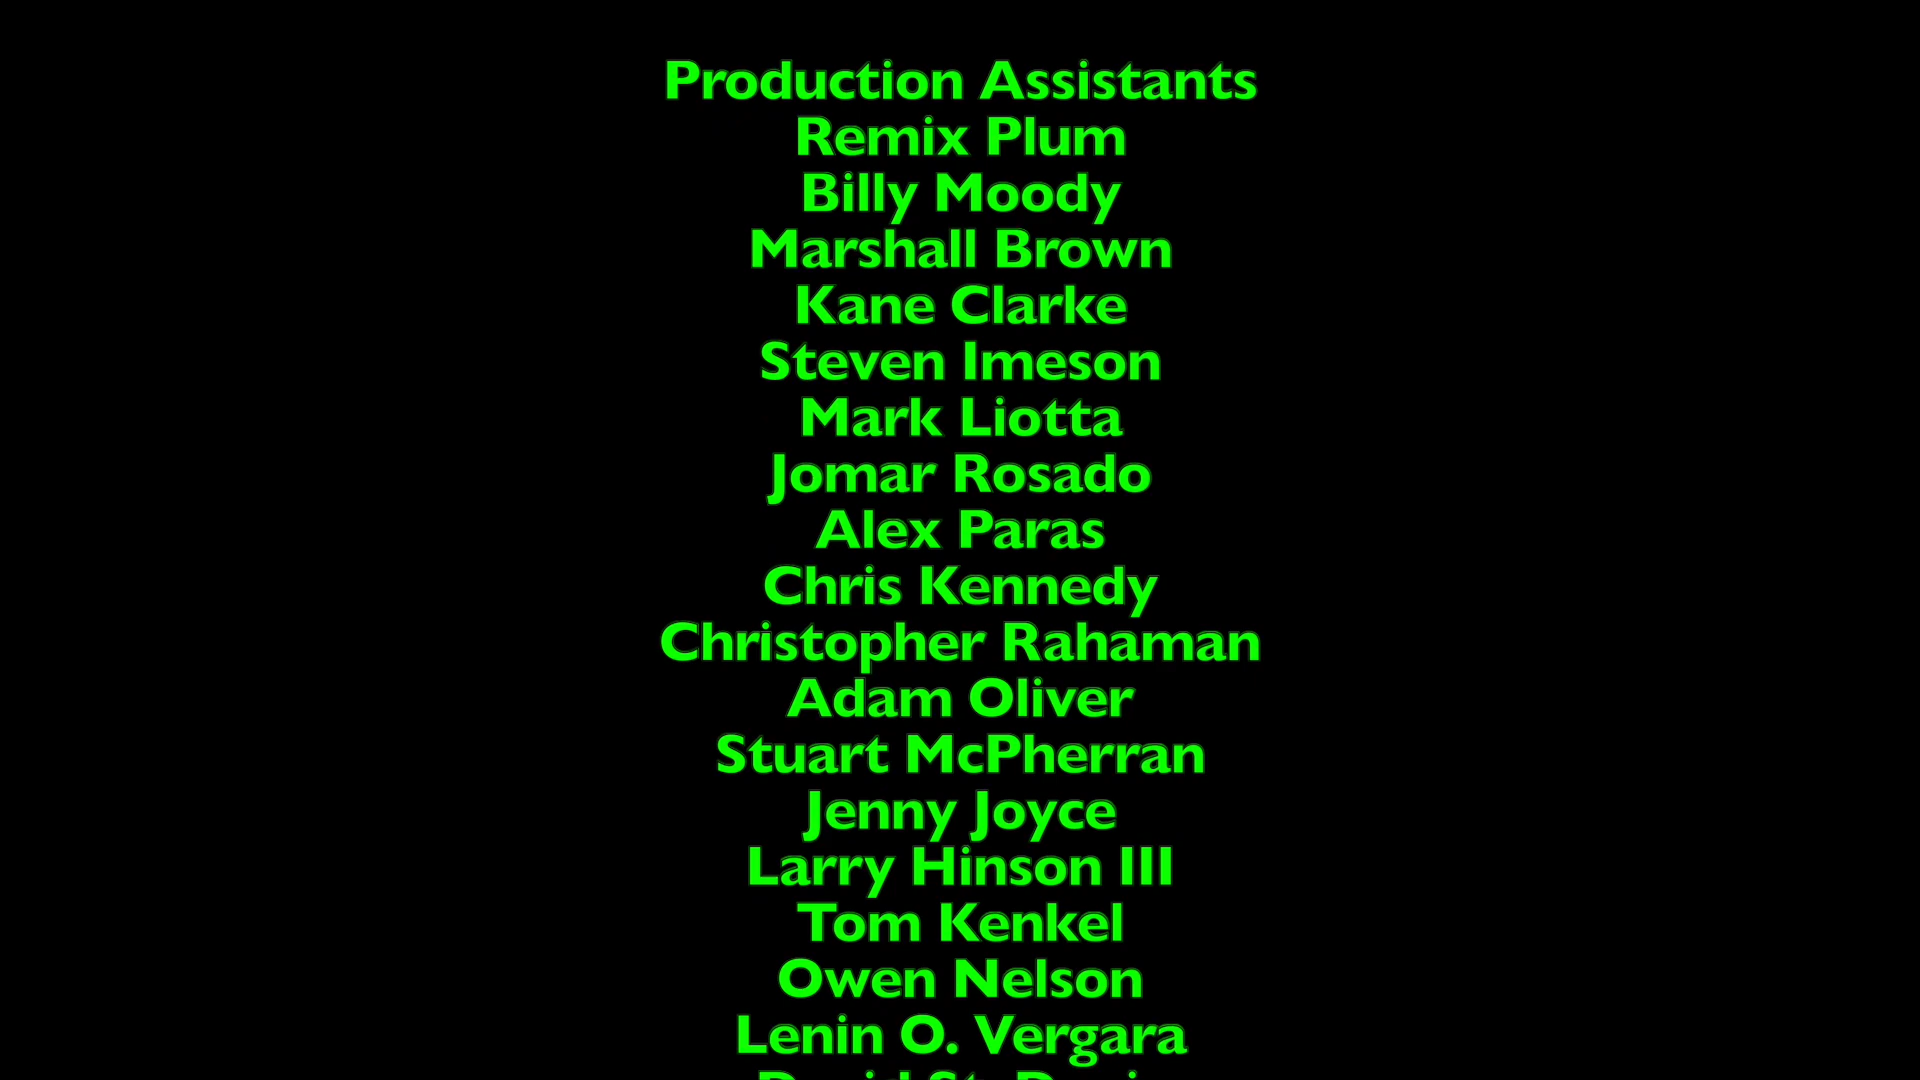 Production Assistants
Remix Plum
Billy Moody
Marshall Brown
Kane Clarke
Steven Imeson
Mark Liotta
Jomar Rosado
Alex Paras
Chris Kennedy
Christopher Rahaman
Adam Oliver
Stuart McPherran
Jenny Joyce
Larry Hinson III
Tom Kenkel
Owen Nelson
Lenin O. Vergara